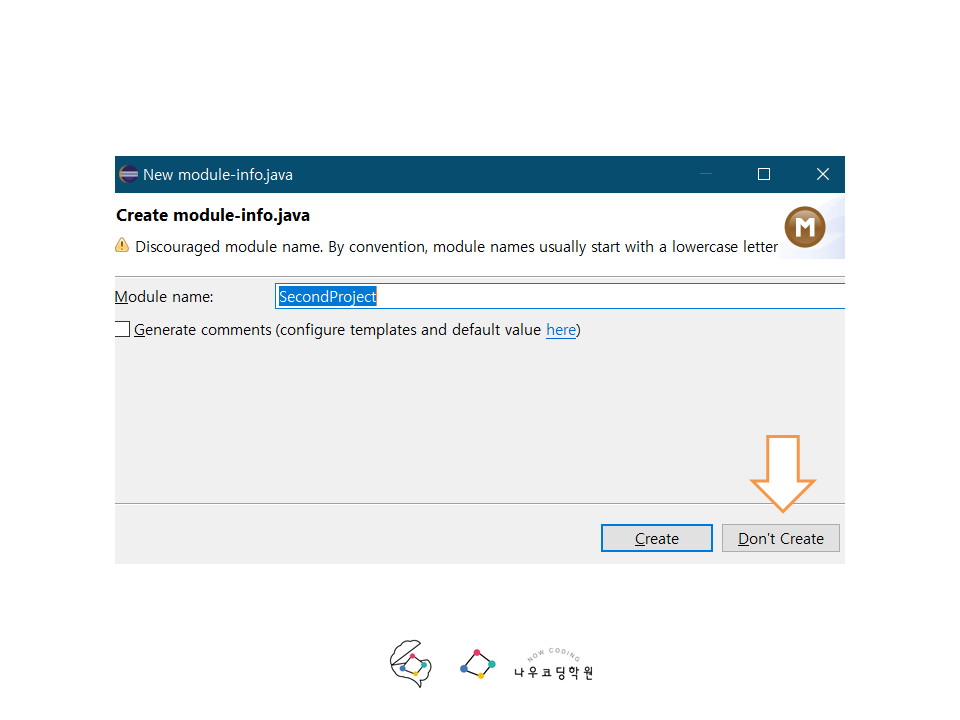 New module-info.java
Create module-info.java
M
Discouraged module name. By convention, module names usually start with a lowercase letter
Module name:
SecondProject
Generate comments (configure templates and default value here)
Create
Don't Create
NOW CODING
나우코딩학원